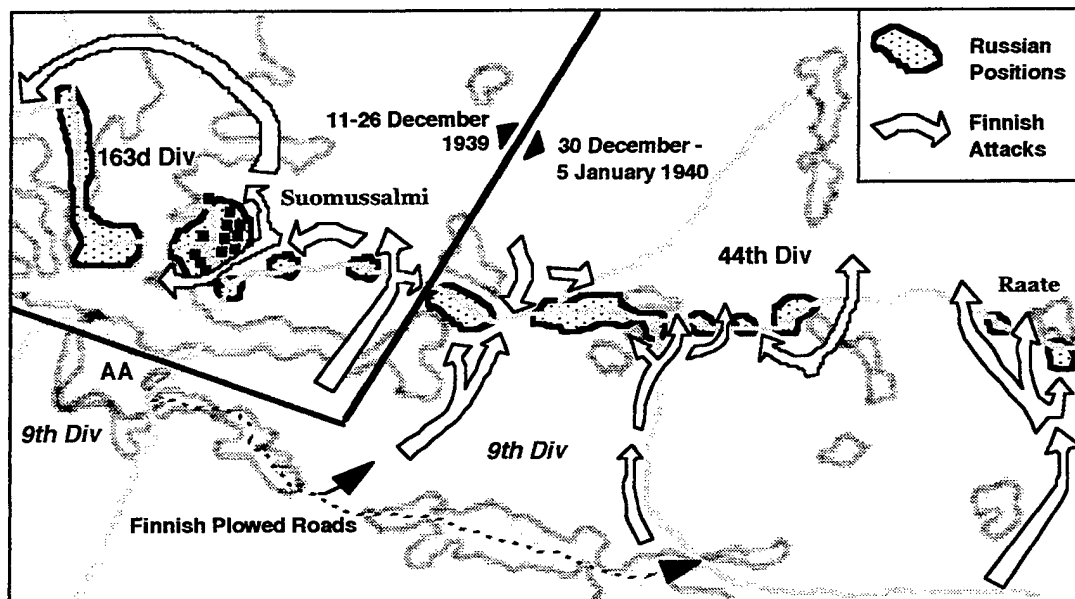 Russian
Positions
Finnish
Attacks
11-26 December
1939
30 December -
5 January 1940
163d Div
Suomussalmi
44th Div
Raate
AA
9th Div
9th Div
Finnish Plowed Roads